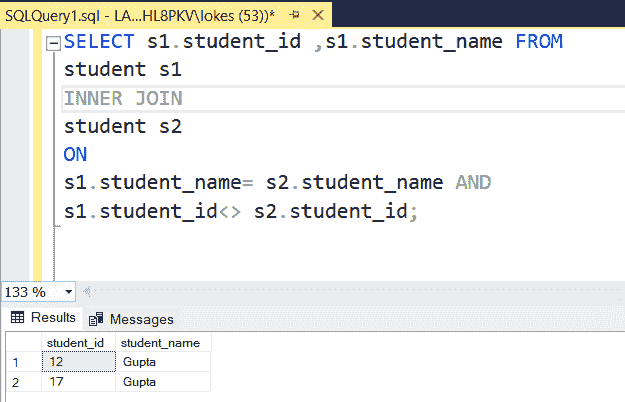 SQLQuery1.sql - LA...HL8PKV\lokes (53))*
SELECT s1.student_id ,s1.student_name FROM
student s1
INNER JOIN
student s2
ON
s1.student_name= s2.student_name AND
s1.student_id<> s2.student_id;
133 %
Results Messages
student_id student_name
1 12 Gupta
2 17 Gupta